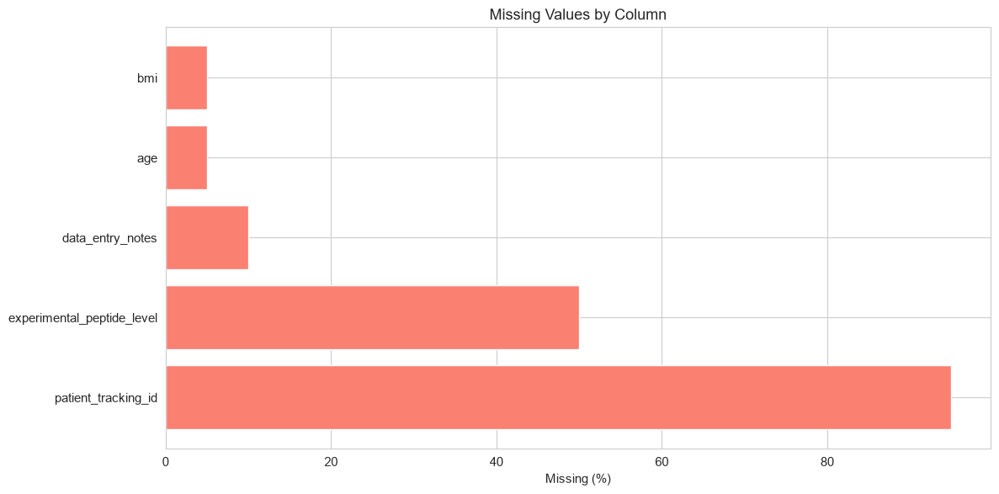 Missing Values by Column
bmi
age
data_entry_notes
experimental_peptide_level
patient_tracking_id
0 20 40 60 80
Missing (%)